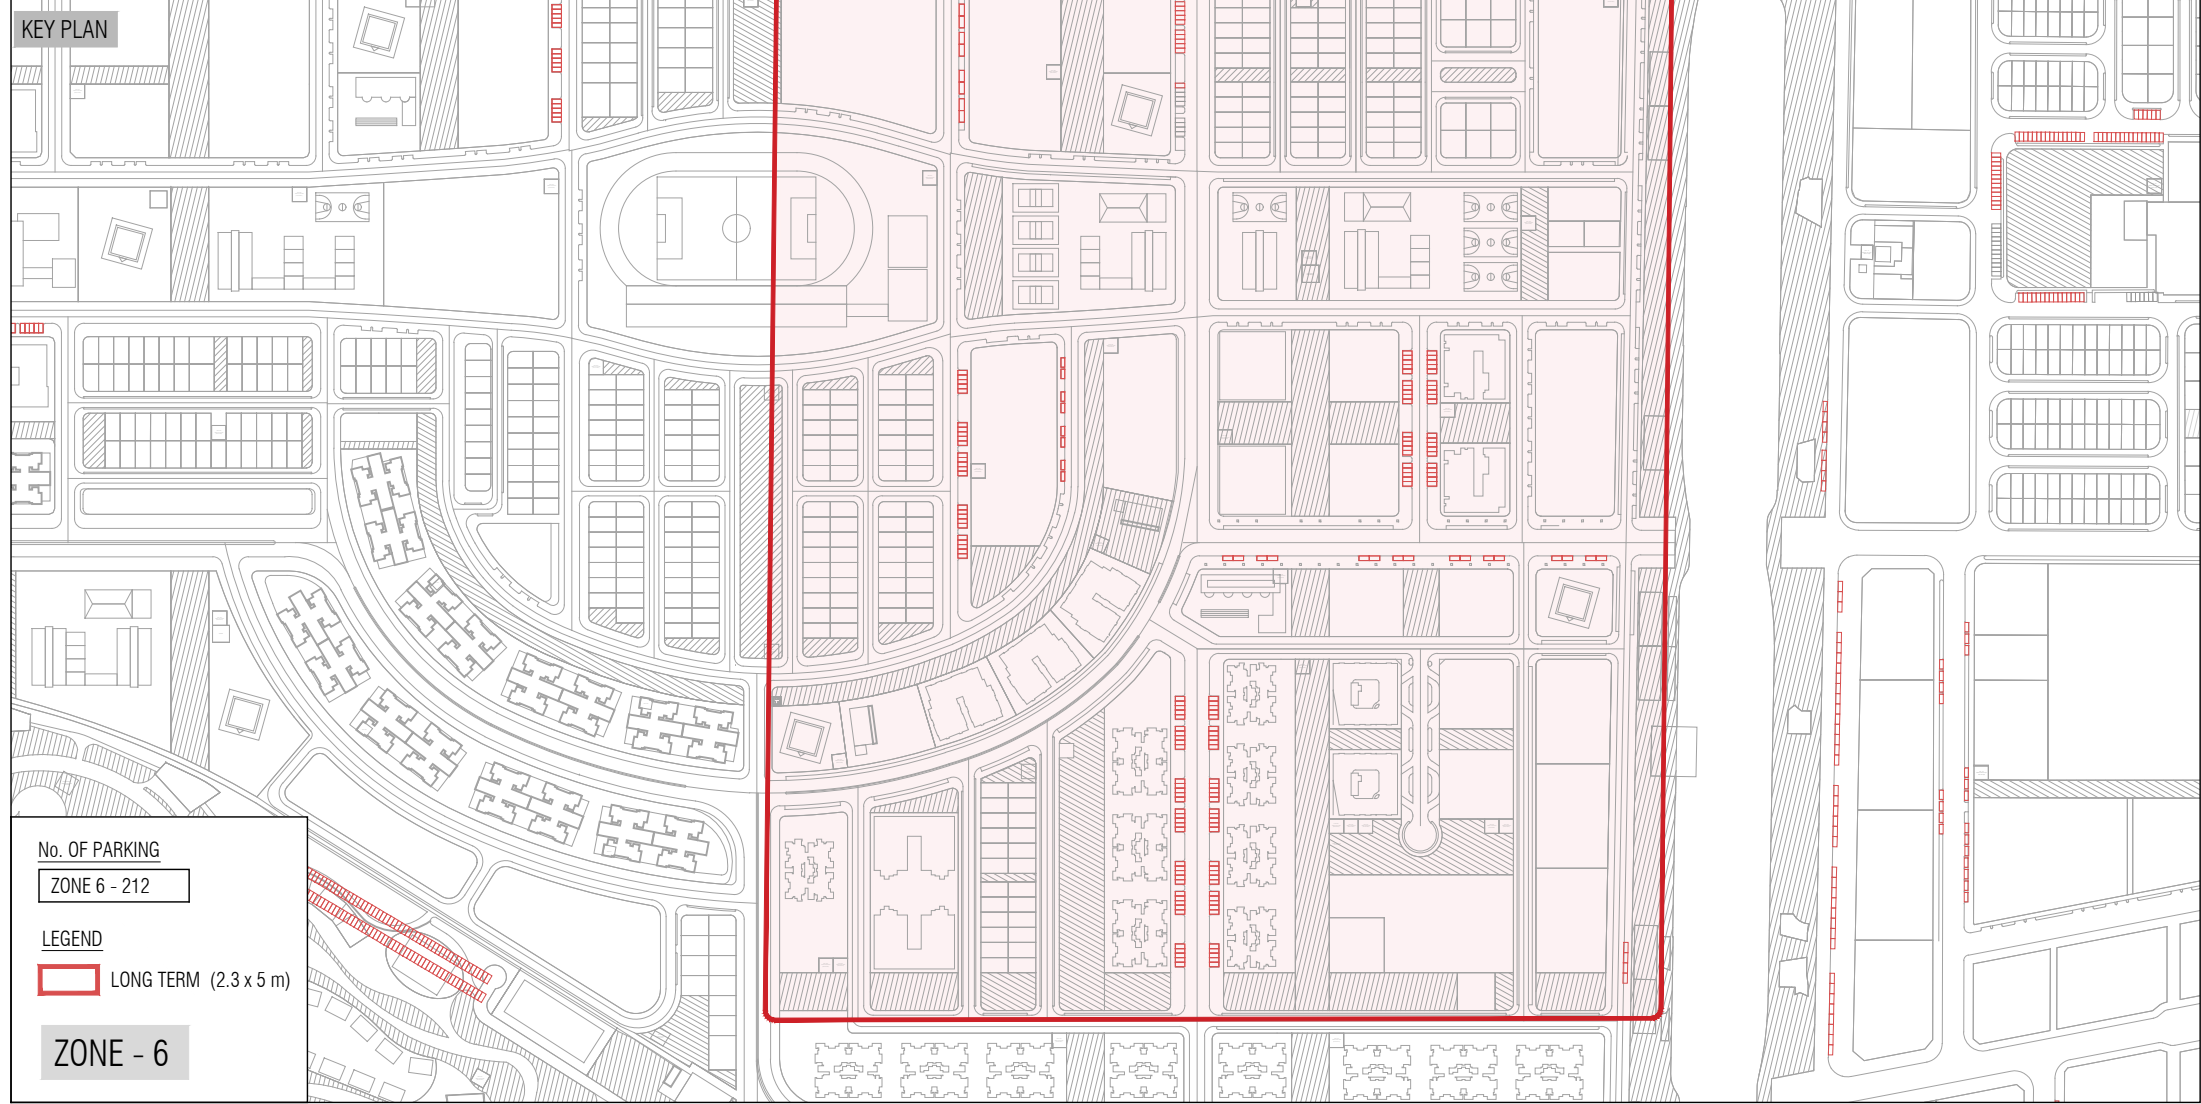 KEY PLAN
No. OF PARKING
ZONE 6 - 212
LEGEND
LONG TERM (2.3 x 5 m)
ZONE - 6